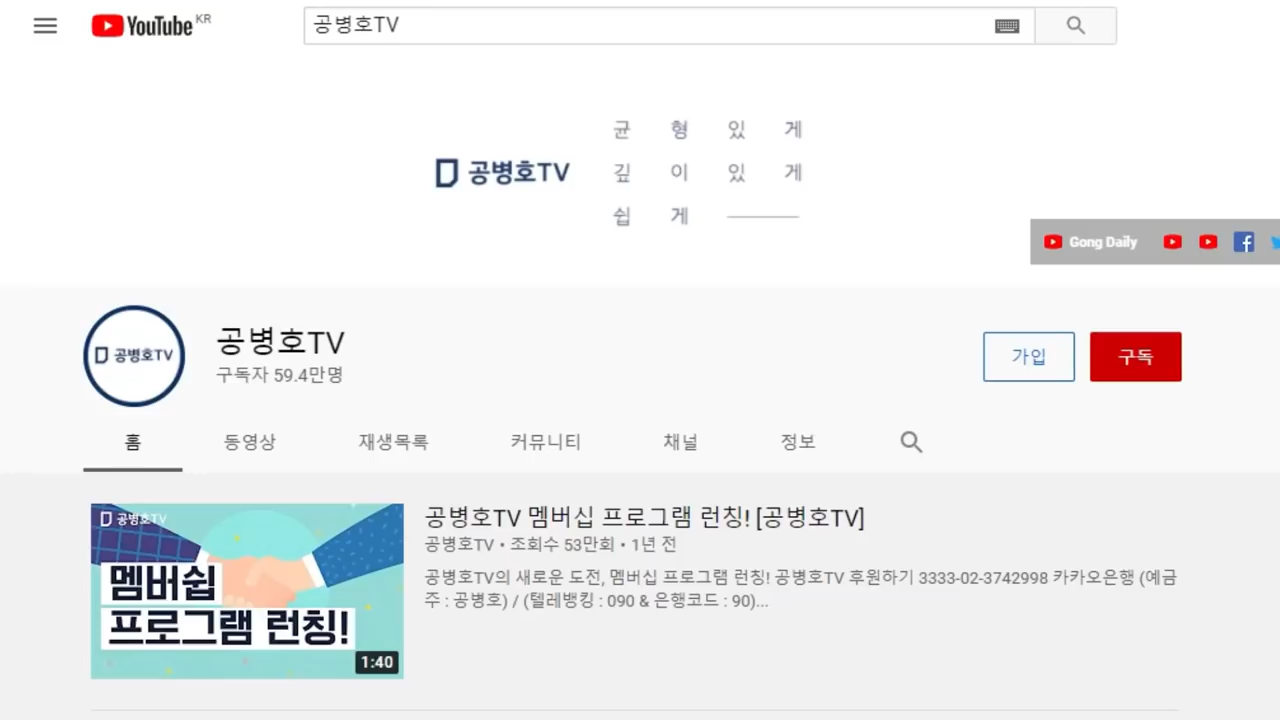 YouTube KR
공병호TV
균 형 있 게
공병호TV
깊 이 있 게
쉽 게
Gong Daily
공병호TV
공병호TV
구독자 59.4만명
가입
구독
홈 동영상 재생목록 커뮤니티 채널 정보
공병호TV
멤버쉽
프로그램 런칭!
1:40
공병호TV 멤버십 프로그램 런칭! [공병호TV]
공병호TV • 조회수 53만회 • 1년 전
공병호TV의 새로운 도전, 멤버십 프로그램 런칭! 공병호TV 후원하기 3333-02-3742998 카카오은행 (예금
주 : 공병호) / (텔레뱅킹 : 090 & 은행코드 : 90)...